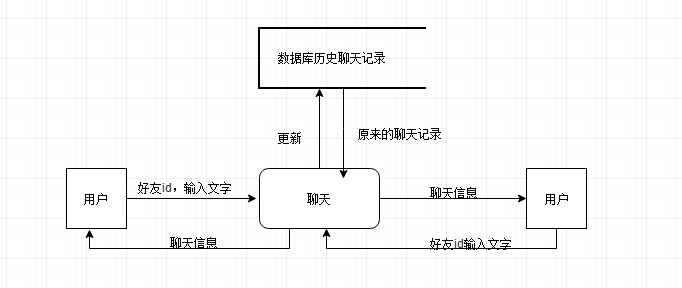 数据库历史聊天记录
更新
原来的聊天记录
用户
好友id，输入文字
聊天
聊天信息
用户
聊天信息
好友id输入文字